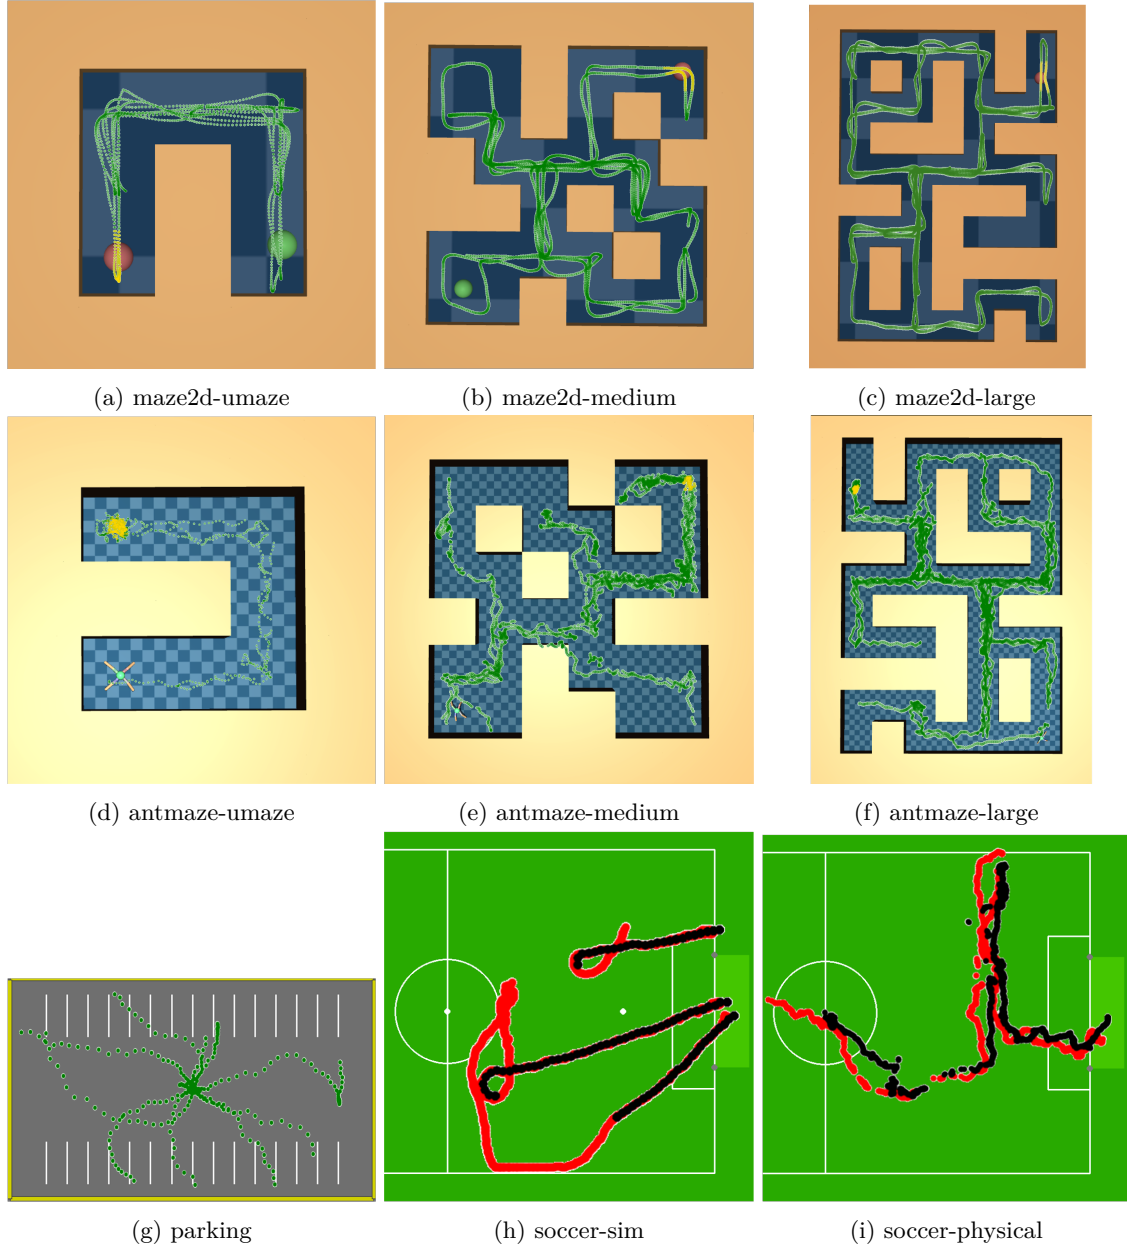 (a) maze2d-umaze
(b) maze2d-medium
(c) maze2d-large
(d) antmaze-umaze
(e) antmaze-medium
(f) antmaze-large
(g) parking
(h) soccer-sim
(i) soccer-physical